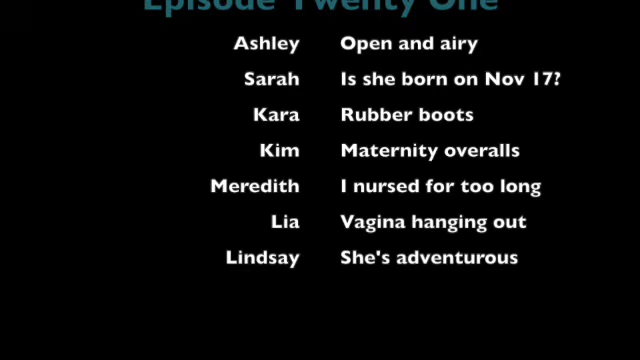 Episode Twenty One
Ashley Open and airy
Sarah Is she born on Nov 17?
Kara Rubber boots
Kim Maternity overalls
Meredith I nursed for too long
Lia Vagina hanging out
Lindsay She's adventurous